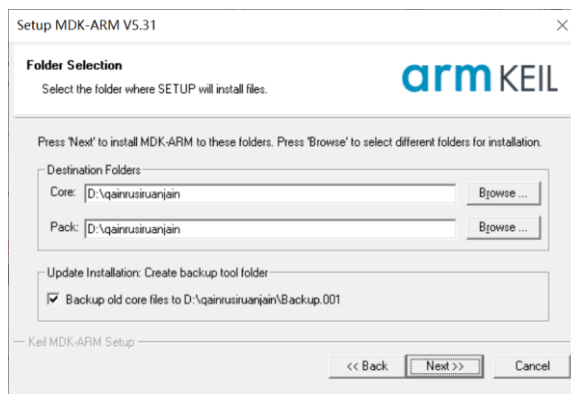 Setup MDK-ARM V5.31
Folder Selection
Select the folder where SETUP will install files.
arm KEIL
Press 'Next' to install MDK-ARM to these folders. Press 'Browse' to select different folders for installation.
Destination Folders
Core: D:\qainrusiruanjain Browse ...
Pack: D:\qainrusiruanjain Browse ...
Update Installation: Create backup tool folder
Backup old core files to D:\qainrusiruanjain\Backup.001
Keil MDK-ARM Setup
<< Back Next >> Cancel